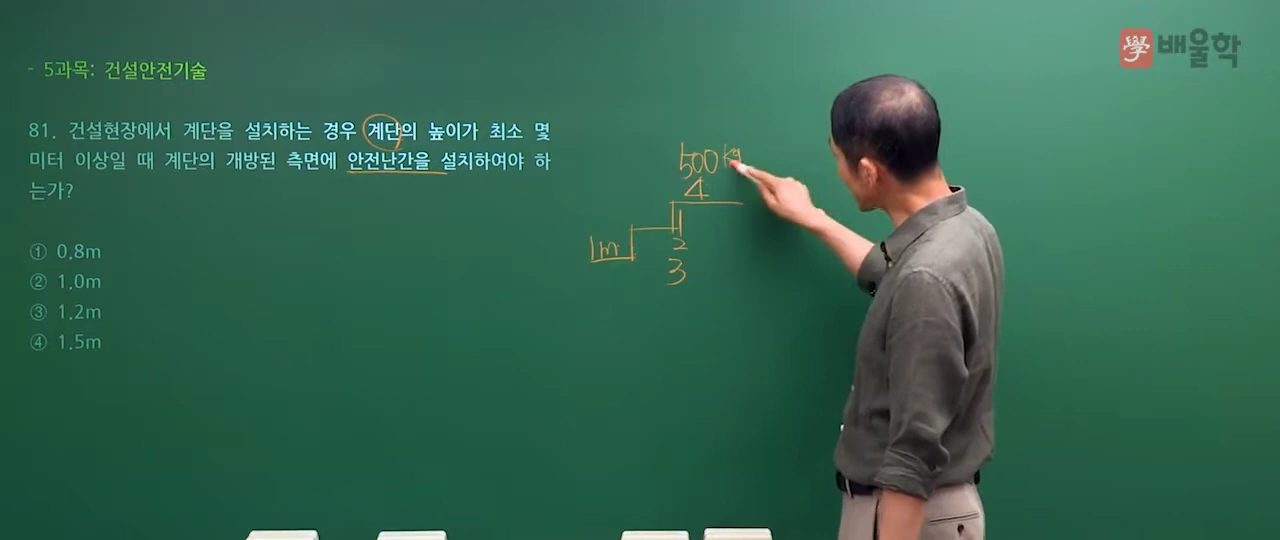 學 배울학
- 5과목: 건설안전기술
81. 건설현장에서 계단을 설치하는 경우 계단의 높이가 최소 몇
미터 이상일 때 계단의 개방된 측면에 안전난간을 설치하여야 하
는가?
① 0.8m
② 1.0m
③ 1.2m
④ 1.5m
500kg
4
1m
1
2
3